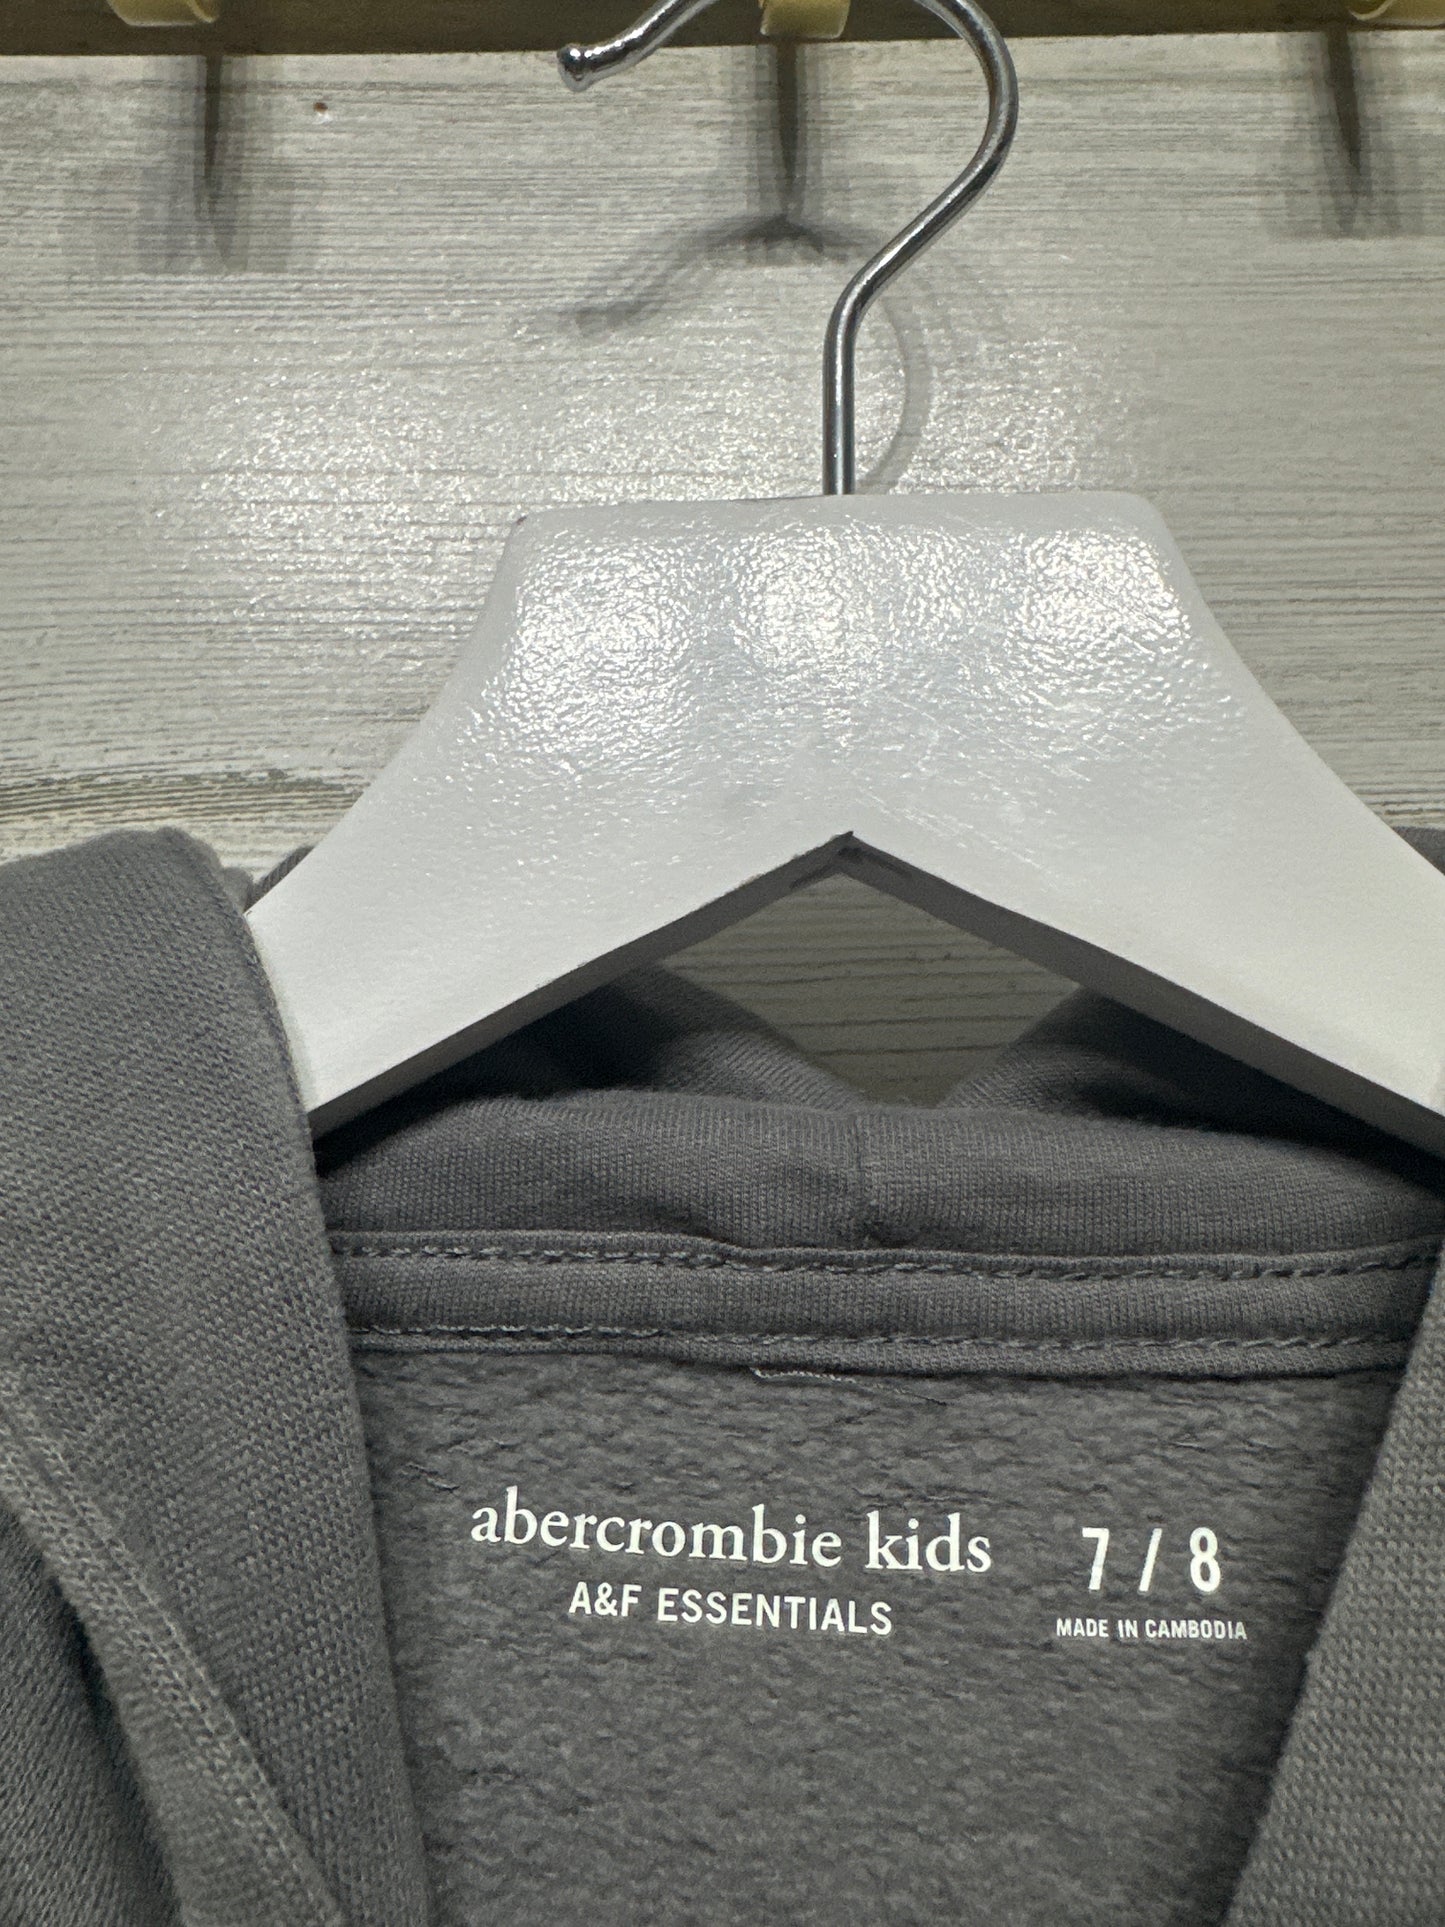 abercrombie kids
A&F ESSENTIALS
7 / 8
MADE IN CAMBODIA